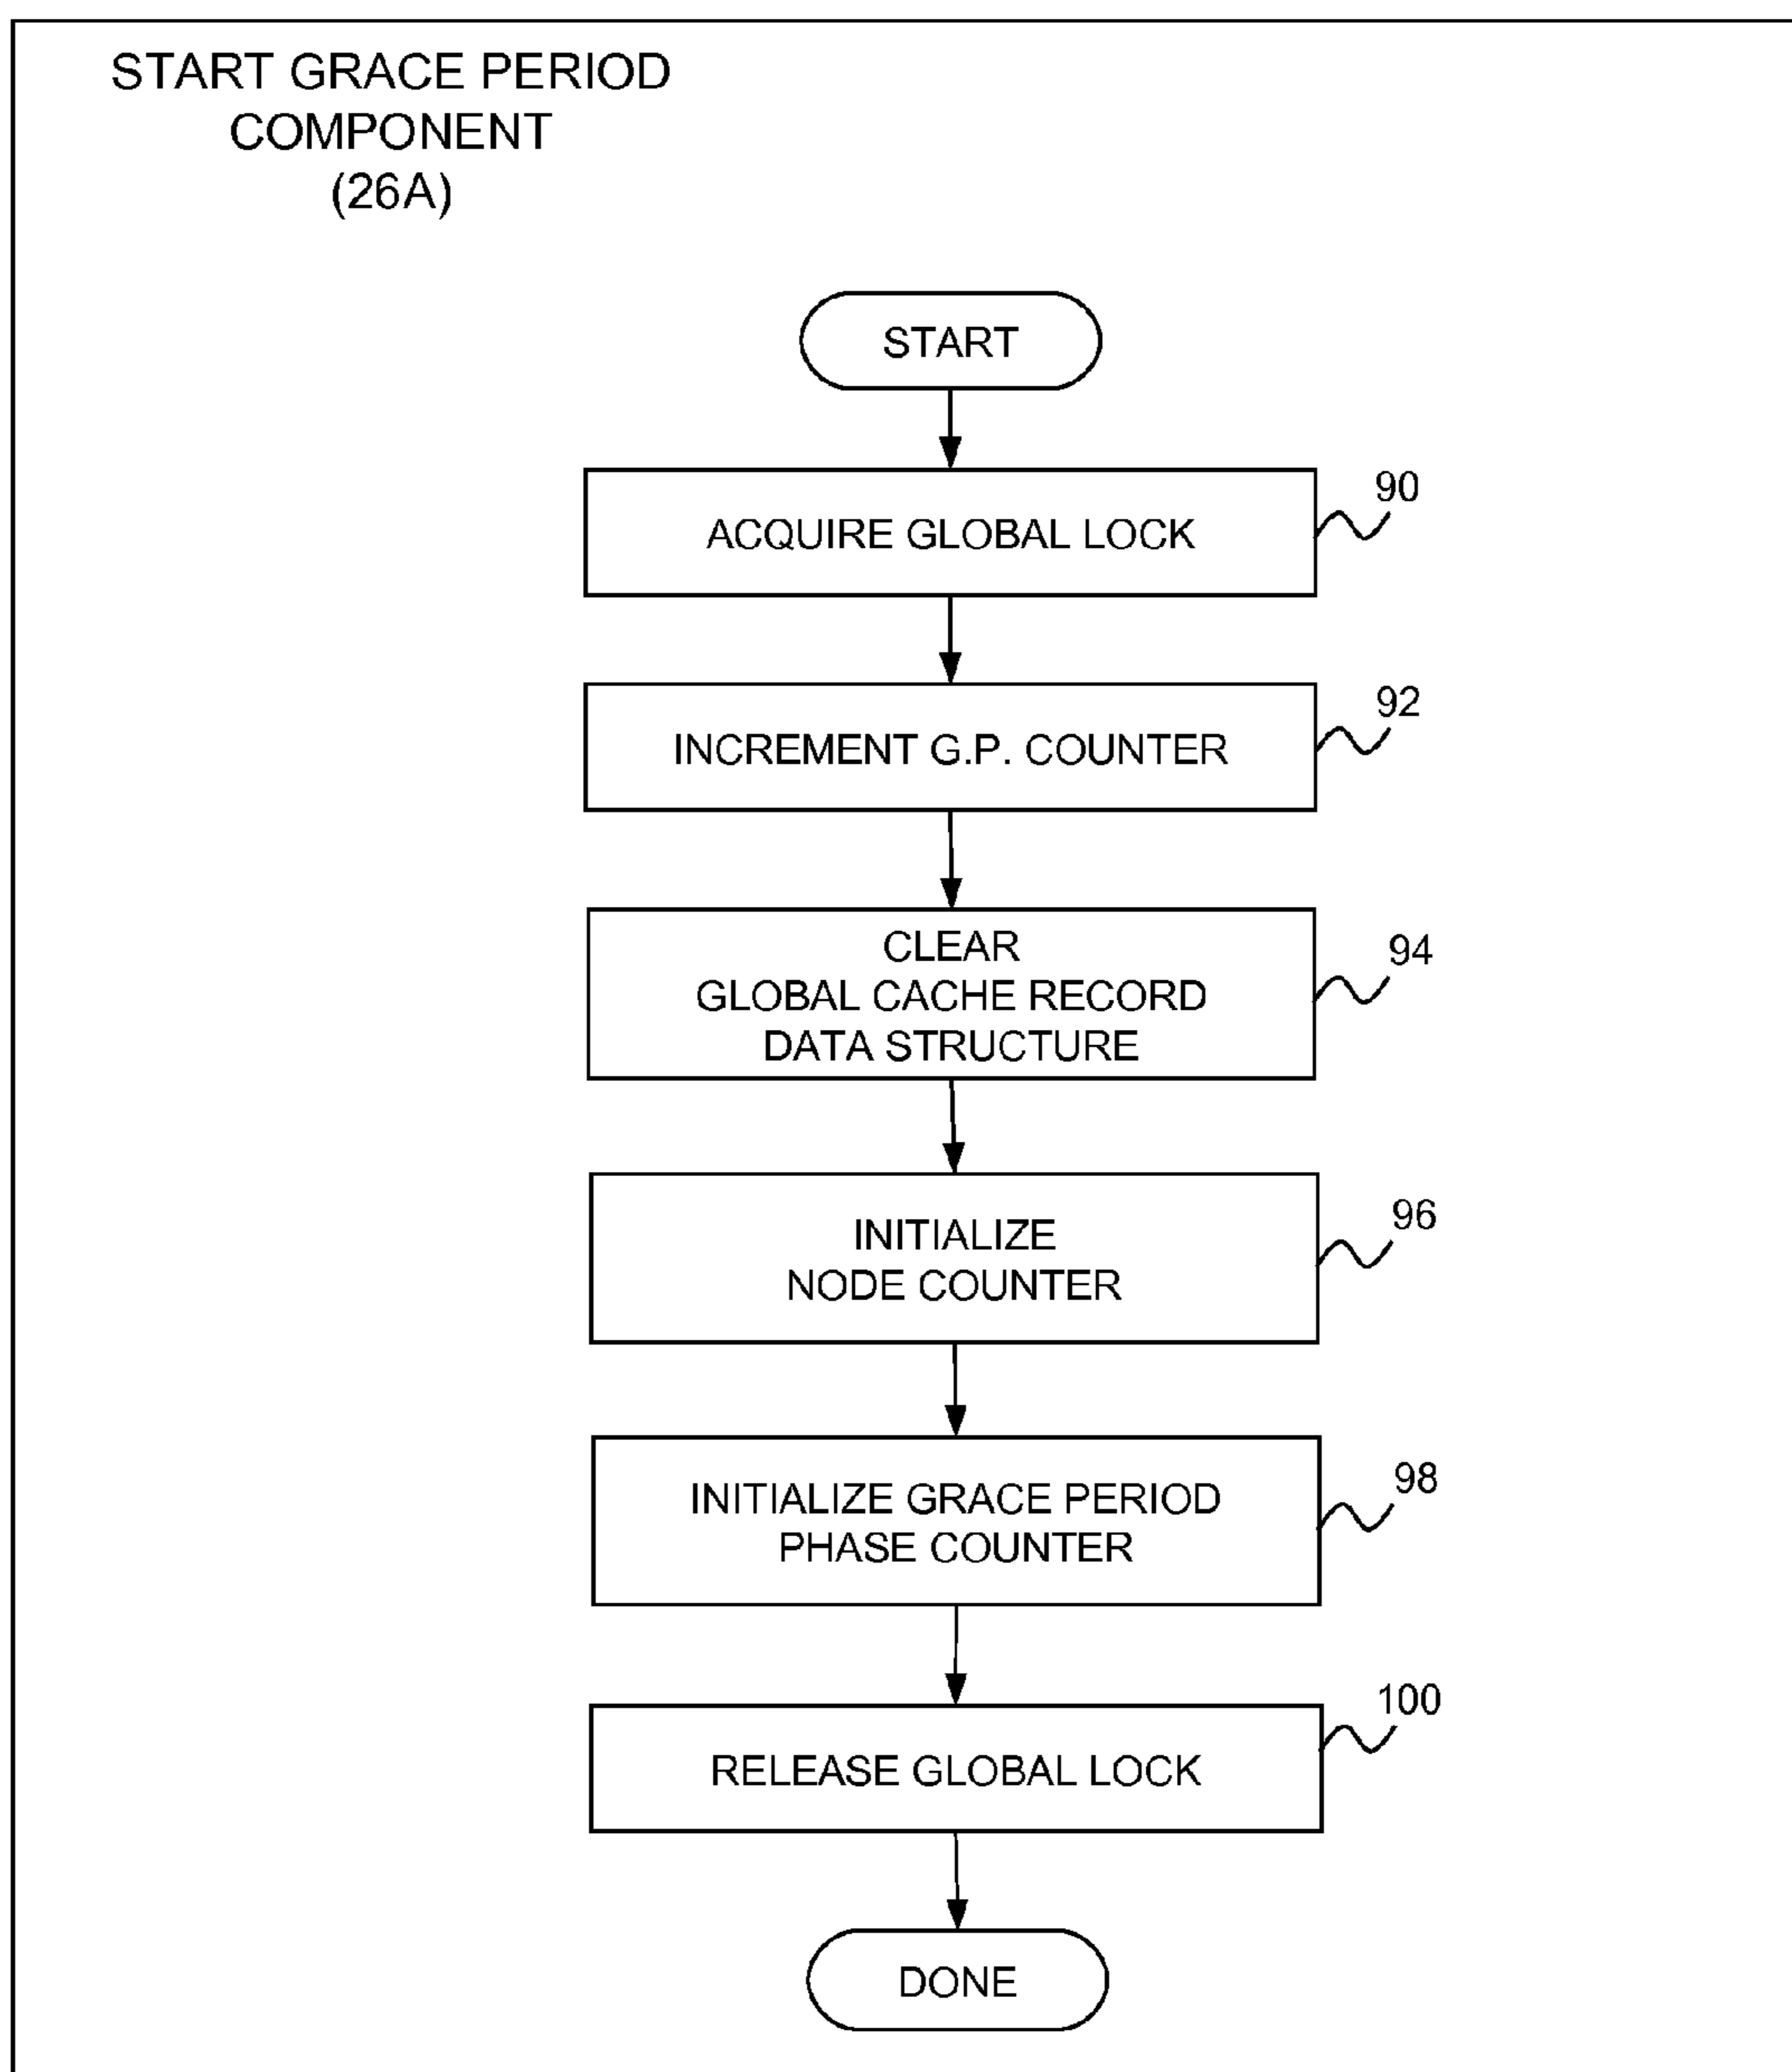 START GRACE PERIOD
COMPONENT
(26A)
START
ACQUIRE GLOBAL LOCK
90
INCREMENT G.P. COUNTER
92
CLEAR
GLOBAL CACHE RECORD
DATA STRUCTURE
94
INITIALIZE
NODE COUNTER
96
INITIALIZE GRACE PERIOD
PHASE COUNTER
98
RELEASE GLOBAL LOCK
100
DONE